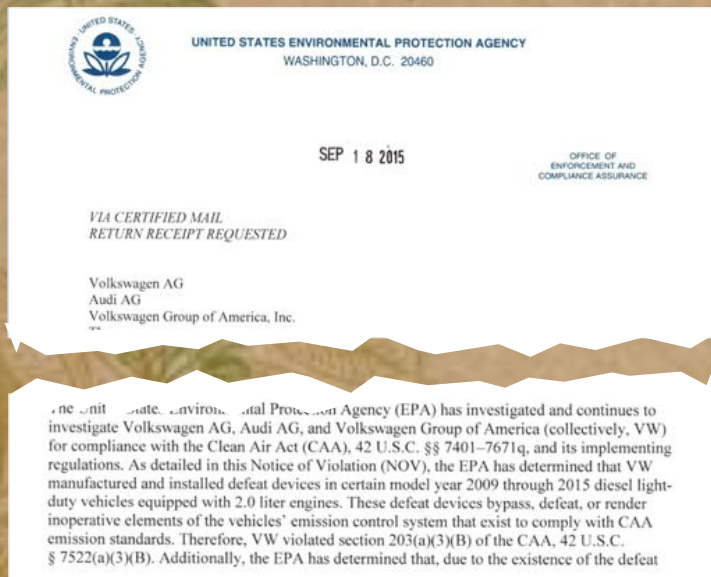 UNITED STATES
ENVIRONMENTAL PROTECTION AGENCY
UNITED STATES ENVIRONMENTAL PROTECTION AGENCY
WASHINGTON, D.C. 20460
SEP 18 2015
OFFICE OF
ENFORCEMENT AND
COMPLIANCE ASSURANCE
VIA CERTIFIED MAIL
RETURN RECEIPT REQUESTED
Volkswagen AG
Audi AG
Volkswagen Group of America, Inc.
Agency (EPA) has investigated and continues to
investigate Volkswagen AG, Audi AG, and Volkswagen Group of America (collectively, VW)
for compliance with the Clean Air Act (CAA), 42 U.S.C. §§ 7401–7671q, and its implementing
regulations. As detailed in this Notice of Violation (NOV), the EPA has determined that VW
manufactured and installed defeat devices in certain model year 2009 through 2015 diesel light-
duty vehicles equipped with 2.0 liter engines. These defeat devices bypass, defeat, or render
inoperative elements of the vehicles' emission control system that exist to comply with CAA
emission standards. Therefore, VW violated section 203(a)(3)(B) of the CAA, 42 U.S.C.
§ 7522(a)(3)(B). Additionally, the EPA has determined that, due to the existence of the defeat